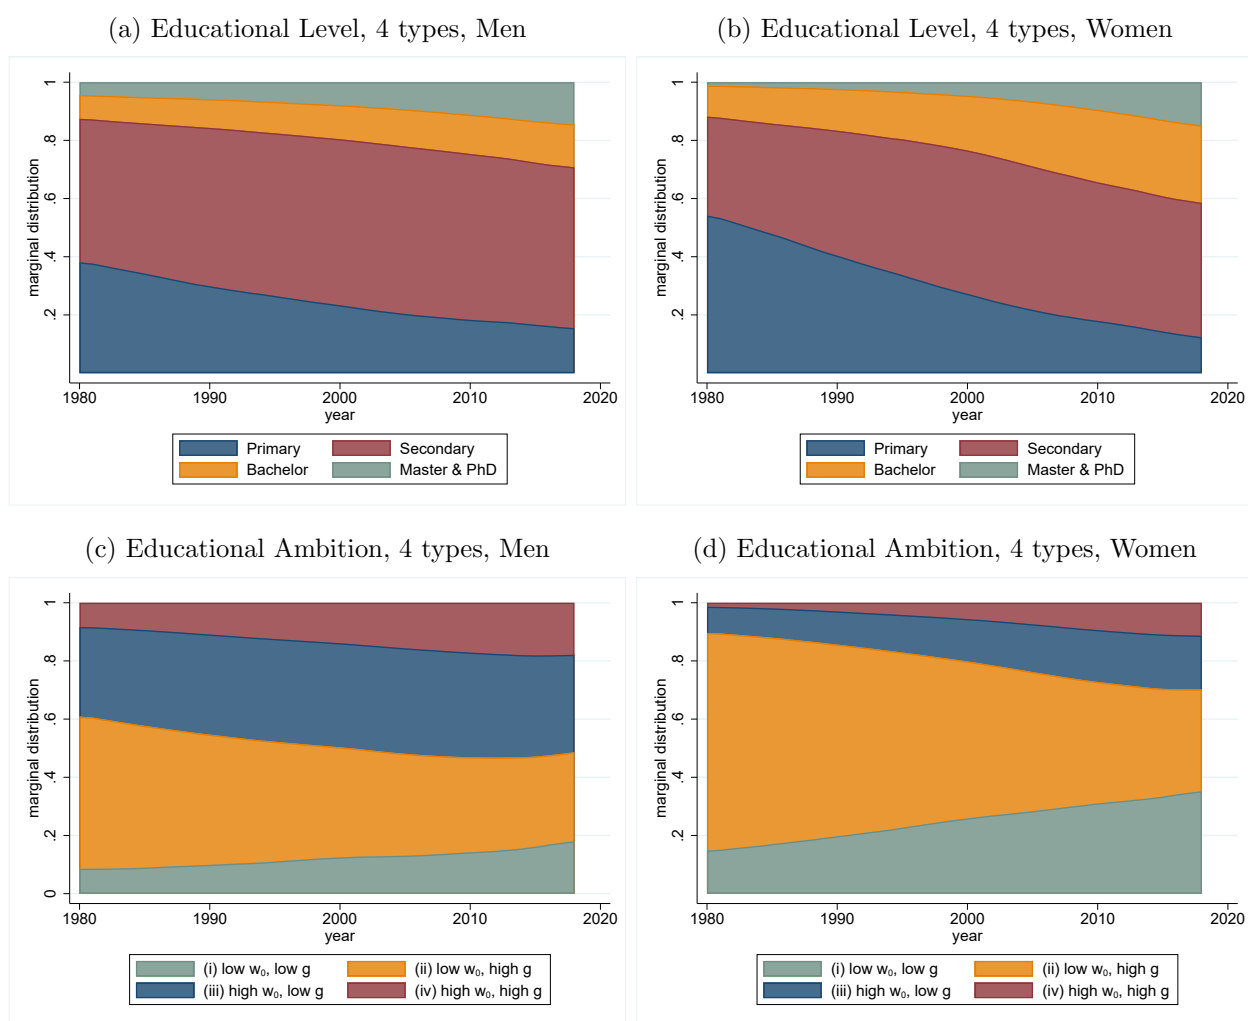 (a) Educational Level, 4 types, Men
(b) Educational Level, 4 types, Women
marginal distribution
1
.8
.6
.4
.2
1980 1990 2000 2010 2020
year
Primary Secondary
Bachelor Master & PhD
marginal distribution
1
.8
.6
.4
.2
1980 1990 2000 2010 2020
year
Primary Secondary
Bachelor Master & PhD
(c) Educational Ambition, 4 types, Men
(d) Educational Ambition, 4 types, Women
marginal distribution
1
.8
.6
.4
.2
0
1980 1990 2000 2010 2020
year
(i) low w₀, low g (ii) low w₀, high g
(iii) high w₀, low g (iv) high w₀, high g
marginal distribution
1
.8
.6
.4
.2
1980 1990 2000 2010 2020
year
(i) low w₀, low g (ii) low w₀, high g
(iii) high w₀, low g (iv) high w₀, high g